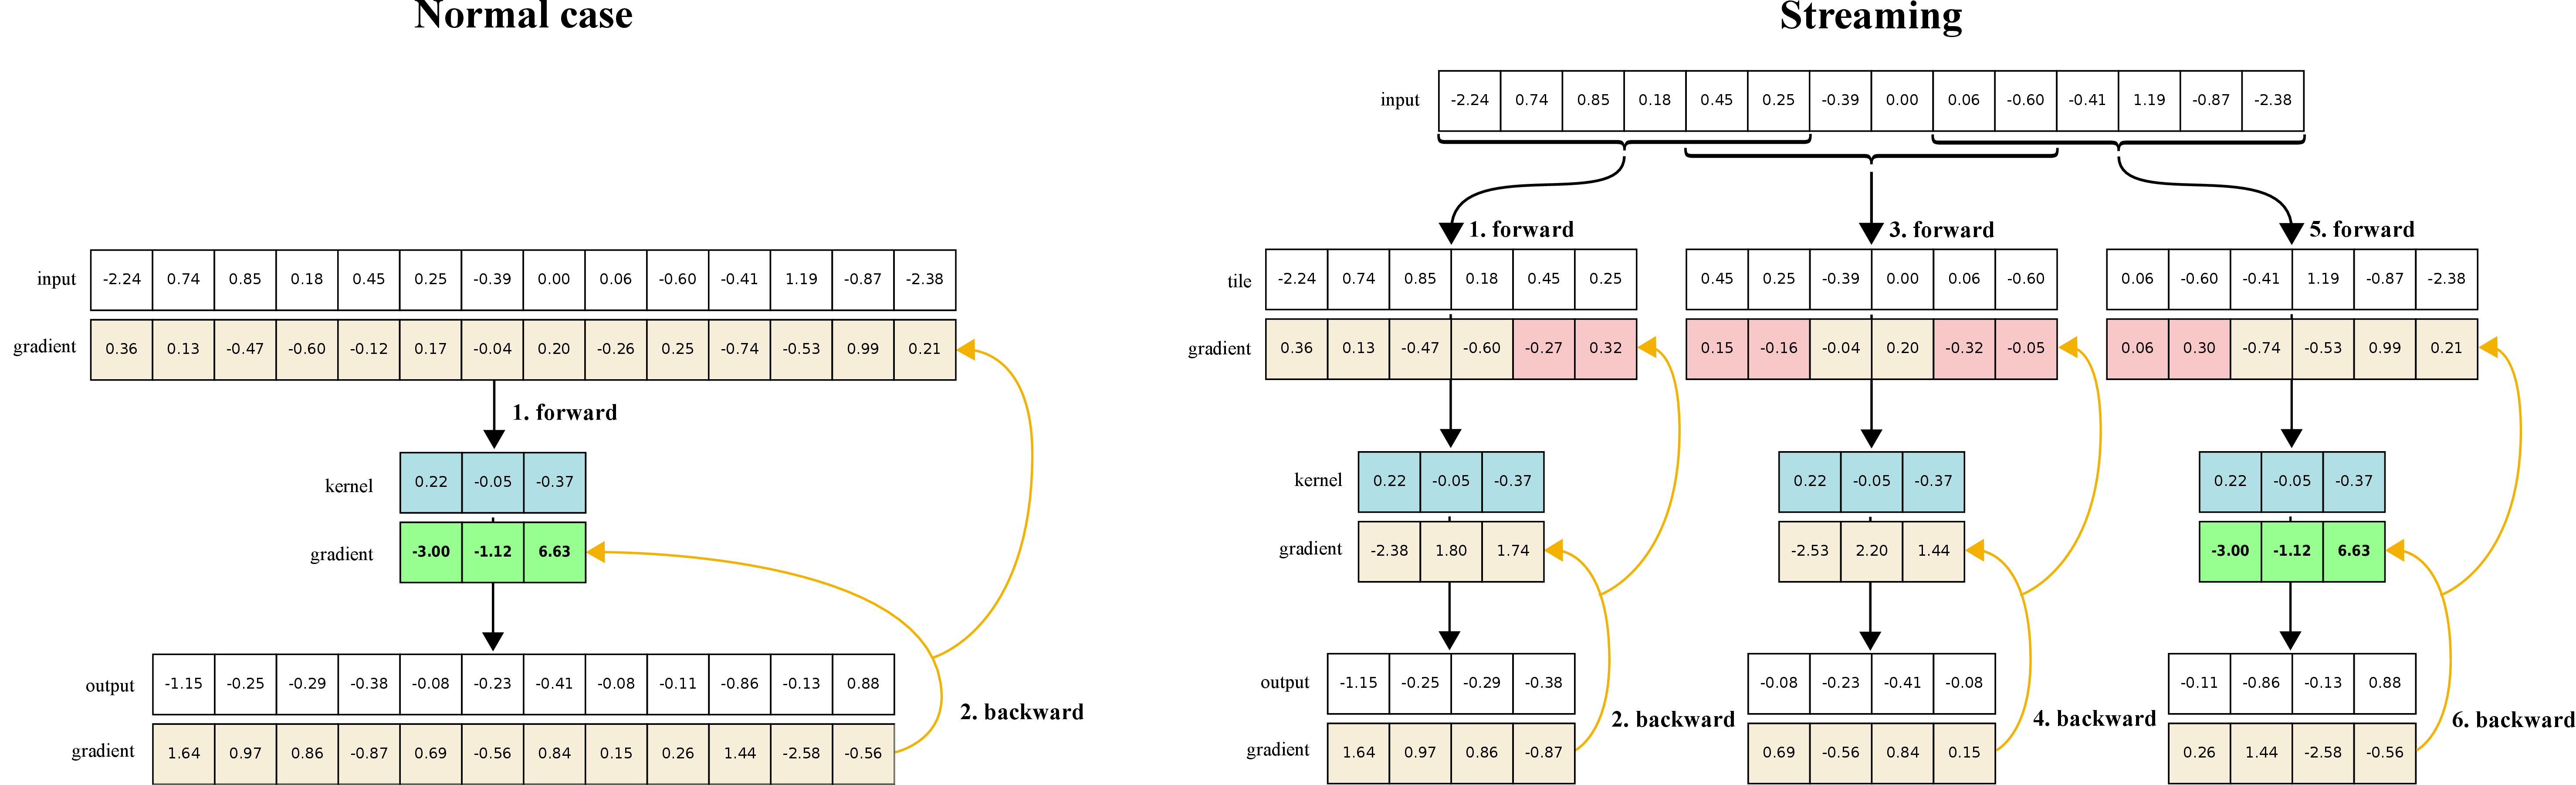 Normal case
input -2.24 0.74 0.85 0.18 0.45 0.25 -0.39 0.00 0.06 -0.60 -0.41 1.19 -0.87 -2.38
gradient 0.36 0.13 -0.47 -0.60 -0.12 0.17 -0.04 0.20 -0.26 0.25 -0.74 -0.53 0.99 0.21
1. forward
kernel 0.22 -0.05 -0.37
gradient -3.00 -1.12 6.63
output -1.15 -0.25 -0.29 -0.38 -0.08 -0.23 -0.41 -0.08 -0.11 -0.86 -0.13 0.88
2. backward
gradient 1.64 0.97 0.86 -0.87 0.69 -0.56 0.84 0.15 0.26 1.44 -2.58 -0.56
Streaming
input -2.24 0.74 0.85 0.18 0.45 0.25 -0.39 0.00 0.06 -0.60 -0.41 1.19 -0.87 -2.38
1. forward 3. forward 5. forward
tile -2.24 0.74 0.85 0.18 0.45 0.25 0.45 0.25 -0.39 0.00 0.06 -0.60 0.06 -0.60 -0.41 1.19 -0.87 -2.38
gradient 0.36 0.13 -0.47 -0.60 -0.27 0.32 0.15 -0.16 -0.04 0.20 -0.32 -0.05 0.06 0.30 -0.74 -0.53 0.99 0.21
kernel 0.22 -0.05 -0.37 0.22 -0.05 -0.37 0.22 -0.05 -0.37
gradient -2.38 1.80 1.74 -2.53 2.20 1.44 -3.00 -1.12 6.63
output -1.15 -0.25 -0.29 -0.38 -0.08 -0.23 -0.41 -0.08 -0.11 -0.86 -0.13 0.88
2. backward 4. backward 6. backward
gradient 1.64 0.97 0.86 -0.87 0.69 -0.56 0.84 0.15 0.26 1.44 -2.58 -0.56